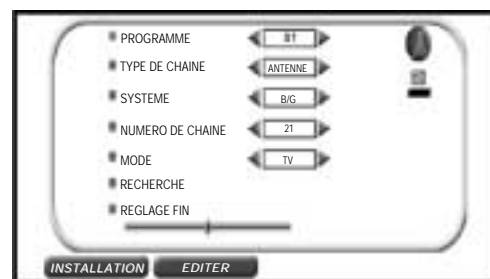 PROGRAMME
TYPE DE CHAINE ANTENNE
SYSTEME B/G
NUMERO DE CHAINE 21
MODE TV
RECHERCHE
REGLAGE FIN
INSTALLATION EDITER